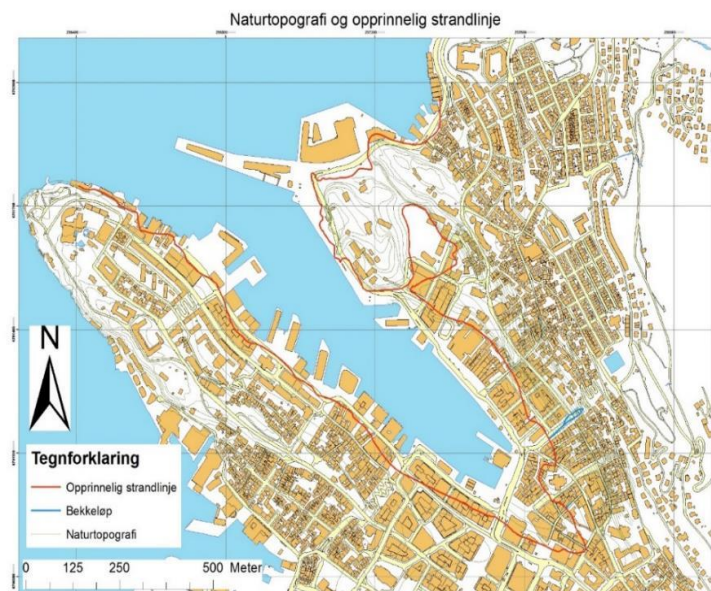 Naturtopografi og opprinnelig strandlinje
N
Tegnforklaring
Opprinnelig strandlinje
Bekkeløp
Naturtopografi
0 125 250 500 Meter